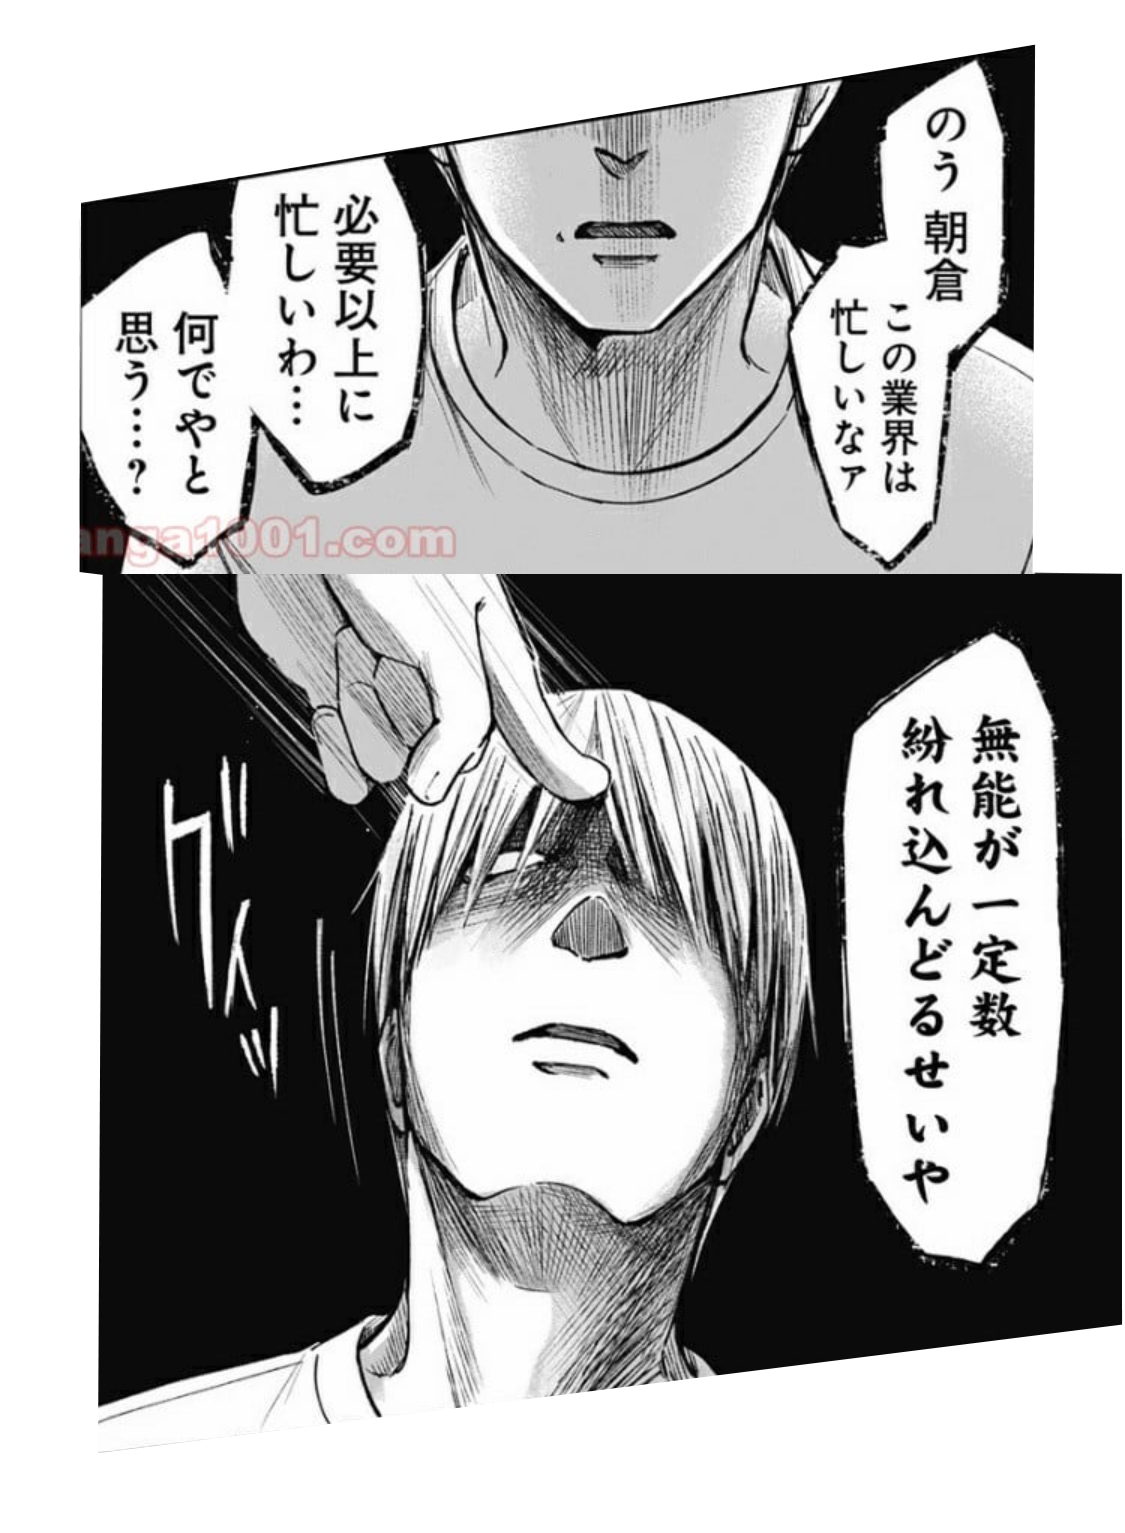 のう 朝倉
この業界は
忙しいなァ
必要以上に
忙しいわ…
何でやと
思う……?
anga1001.com
無能が一定数
紛れ込んどるせいや
グイッ